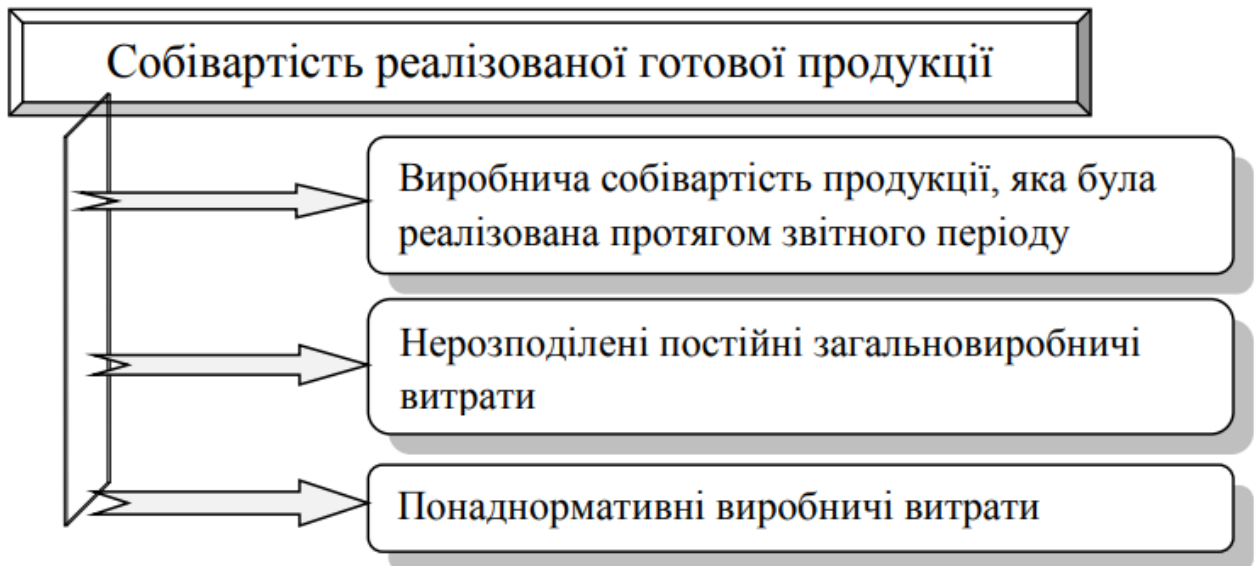 Собівартість реалізованої готової продукції
Виробнича собівартість продукції, яка була
реалізована протягом звітного періоду
Нерозподілені постійні загальновиробничі
витрати
Понаднормативні виробничі витрати